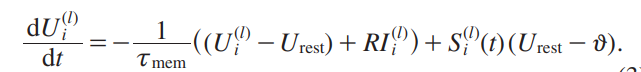 dU_i^{(l)}/dt = −1/τ_mem ((U_i^{(l)} − U_rest) + RI_i^{(l)}) + S_i^{(l)}(t)(U_rest − ϑ).